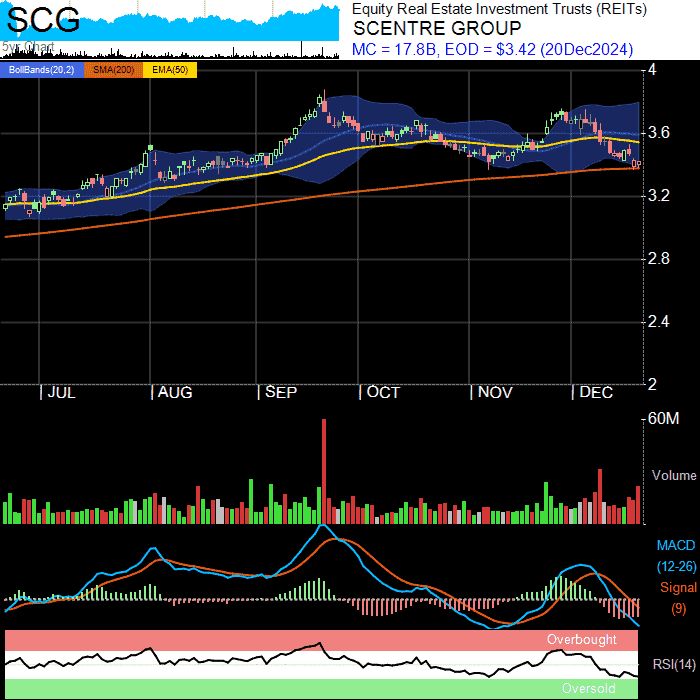 SCG
5yrs Chart
Equity Real Estate Investment Trusts (REITs)
SCENTRE GROUP
MC = 17.8B, EOD = $3.42 (20Dec2024)
BollBands(20,2) SMA(200) EMA(50)
4
3.6
3.2
2.8
2.4
2
JUL AUG SEP OCT NOV DEC
60M
Volume
MACD
(12-26)
Signal
(9)
Overbought
RSI(14)
Oversold